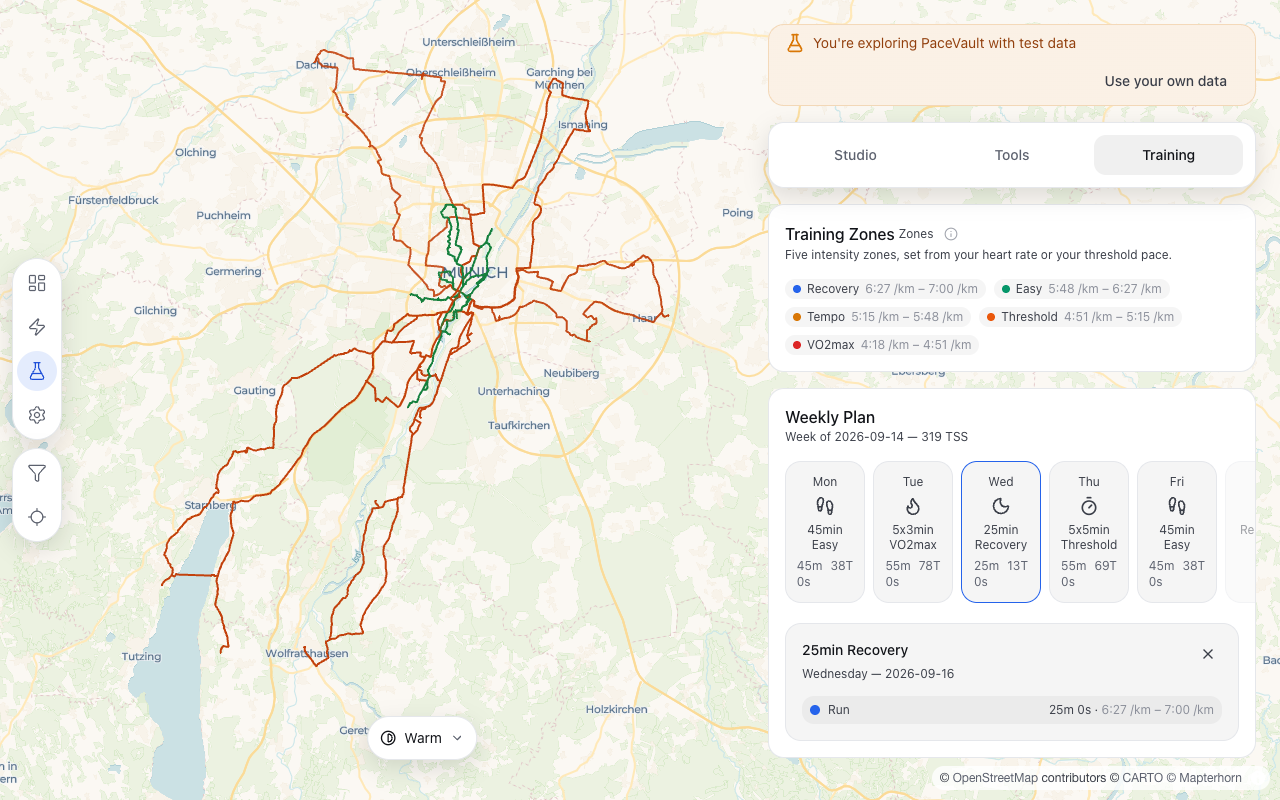 Unterschleißheim
Dachau
Oberschleißheim
Garching bei
München
Ismaning
Olching
Fürstenfeldbruck
Puchheim
Poing
Germering
MUNICH
Gilching
Haar
Neubiberg
Gauting
Unterhaching
Taufkirchen
Ebersberg
Starnberg
Isar
Tutzing
Wolfratshausen
Holzkirchen
Geret
Warm
You're exploring PaceVault with test data
Use your own data
Studio
Tools
Training
Training Zones Zones
Five intensity zones, set from your heart rate or your threshold pace.
Recovery 6:27 /km – 7:00 /km
Easy 5:48 /km – 6:27 /km
Tempo 5:15 /km – 5:48 /km
Threshold 4:51 /km – 5:15 /km
VO2max 4:18 /km – 4:51 /km
Weekly Plan
Week of 2026-09-14 — 319 TSS
Mon
45min
Easy
45m 38T
0s
Tue
5x3min
VO2max
55m 78T
0s
Wed
25min
Recovery
25m 13T
0s
Thu
5x5min
Threshold
55m 69T
0s
Fri
45min
Easy
45m 38T
0s
Re
25min Recovery
Wednesday — 2026-09-16
Run
25m 0s · 6:27 /km – 7:00 /km
© OpenStreetMap contributors © CARTO © Mapterhorn